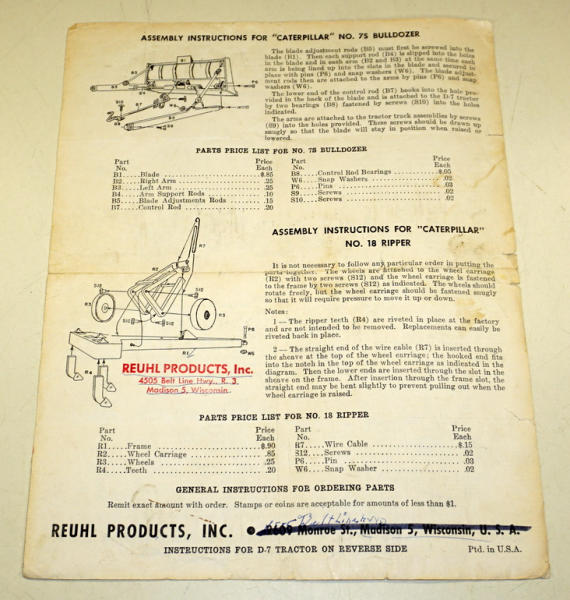 ASSEMBLY INSTRUCTIONS FOR "CATERPILLAR" NO. 7S BULLDOZER
The blade adjustment rods (B5) must first be screwed into the
blade (B1). Then each support rod (B4) is slipped into the holes
in the blade and in each arm (B2 and B3) at the same time each
arm is being lined up into the slots in the blade and secured in
place with pins (P6) and snap washers (W6). The blade adjust-
ment rods then are attached to the arms by pins (P6) and snap
washers (W6).
The lower end of the control rod (B7) hooks into the hole pro-
vided in the back of the blade and is attached to the D-7 tractor
by two bearings (B8) fastened by screws (S10) into the holes
provided.
The arms are attached to the tractor truck assemblies by screws
(S9) into the holes provided. These screws should be drawn up
snugly so that the blade will stay in position when raised or
lowered.
PARTS PRICE LIST FOR NO. 7S BULLDOZER
Part No. Price Each
B1.....Blade $.85
B2.....Right Arm .25
B3.....Left Arm .25
B4.....Arm Support Rods .10
B5.....Blade Adjustments Rods .15
B7.....Control Rod .20
Part No. Price Each
B8.....Control Rod Bearings $.05
W6.....Snap Washers .02
P6.....Pins .03
S9.....Screws .02
S10.....Screws .02
ASSEMBLY INSTRUCTIONS FOR "CATERPILLAR"
NO. 18 RIPPER
It is not necessary to follow any particular order in putting the
parts together. The wheels are attached to the wheel carriage
(R2) with two screws (S12) and the wheel carriage is fastened
to the frame by two screws (S12) as indicated. The wheels should
rotate freely, but the wheel carriage should be fastened snugly
so that it will require pressure to move it up or down.
Notes:
1 — The ripper teeth (R4) are riveted in place at the factory
and are not intended to be removed. Replacements can easily be
riveted back in place.
2 — The straight end of the wire cable (R7) is inserted through
the sheave at the top of the wheel carriage; the hooked end fits
into the notch in the top of the wheel carriage as indicated in the
diagram. Then the lower ends are inserted through the slot in the
sheave on the frame. After insertion through the frame slot, the
straight end may be bent slightly to prevent pulling out when the
wheel carriage is raised.
R7
S12
R3
R3
S12
S12
P6
W6
R1
R4
REUHL PRODUCTS, Inc.
4505 Belt Line Hwy., R. 3
Madison 5, Wisconsin
PARTS PRICE LIST FOR NO. 18 RIPPER
Part No. Price Each
R1.....Frame $.90
R2.....Wheel Carriage .85
R3.....Wheels .25
R4.....Teeth .20
Part No. Price Each
R7.....Wire Cable $.15
S12.....Screws .02
P6.....Pin .03
W6.....Snap Washer .02
GENERAL INSTRUCTIONS FOR ORDERING PARTS
Remit exact amount with order. Stamps or coins are acceptable for amounts of less than $1.
REUHL PRODUCTS, INC. • 2609 Monroe St., Madison 5, Wisconsin, U. S. A.
INSTRUCTIONS FOR D-7 TRACTOR ON REVERSE SIDE
Ptd. in U.S.A.